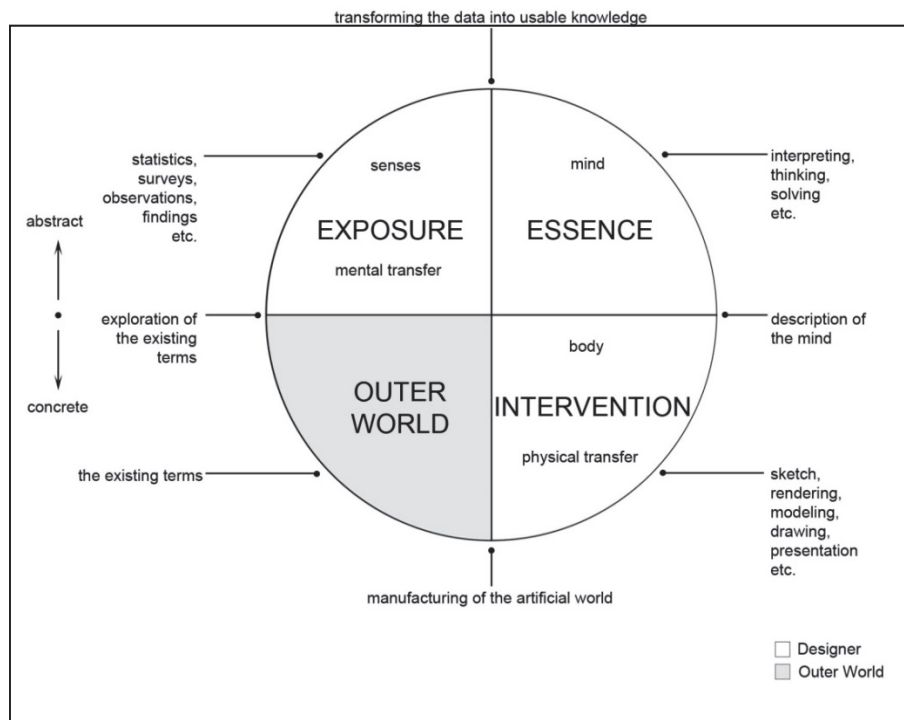 transforming the data into usable knowledge
statistics,
surveys,
observations,
findings
etc.
abstract
concrete
senses
EXPOSURE
mental transfer
mind
ESSENCE
interpreting,
thinking,
solving
etc.
exploration of
the existing
terms
description of
the mind
OUTER
WORLD
body
INTERVENTION
physical transfer
the existing terms
sketch,
rendering,
modeling,
drawing,
presentation
etc.
manufacturing of the artificial world
Designer
Outer World